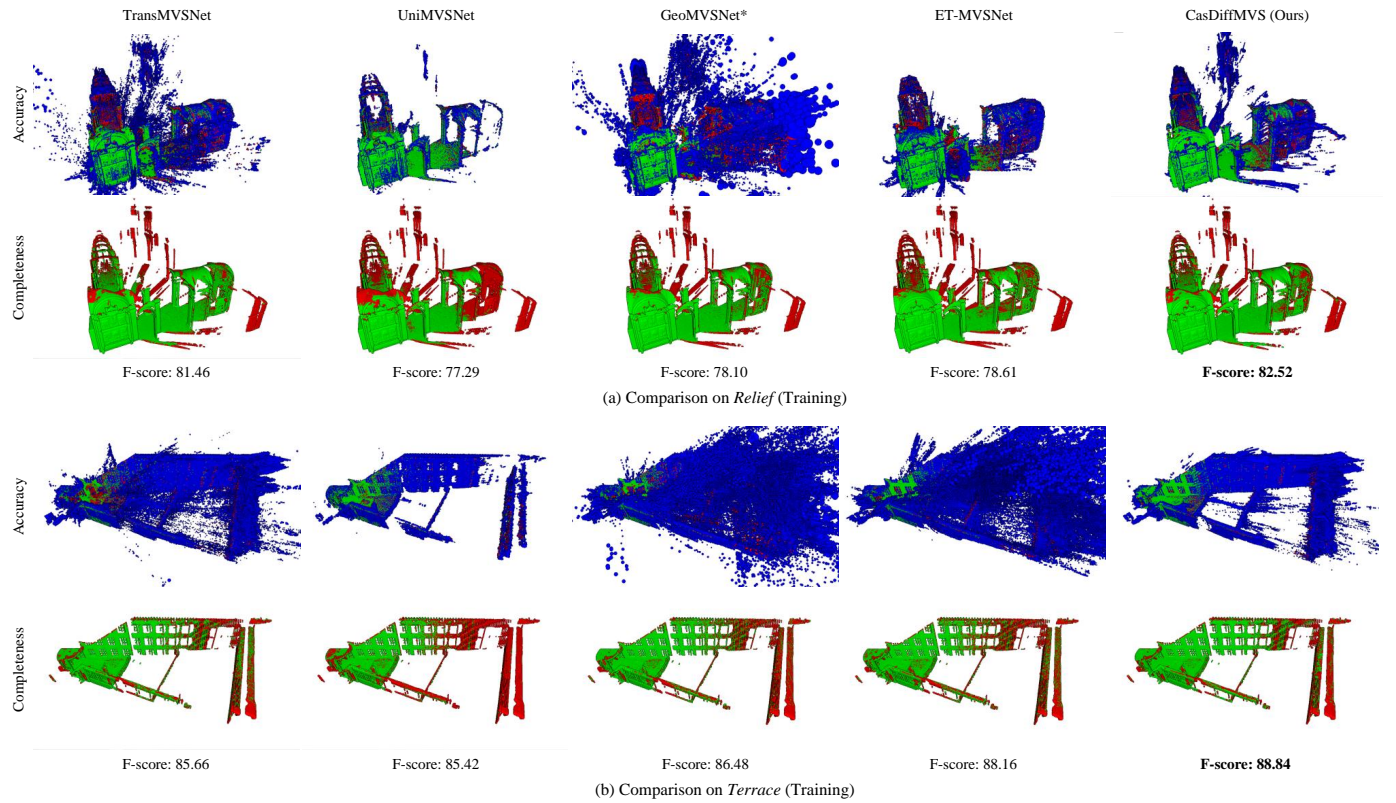 TransMVSNet UniMVSNet GeoMVSNet* ET-MVSNet CasDiffMVS (Ours)
Accuracy
Completeness
F-score: 81.46 F-score: 77.29 F-score: 78.10 F-score: 78.61 F-score: 82.52
(a) Comparison on Relief (Training)
Accuracy
Completeness
F-score: 85.66 F-score: 85.42 F-score: 86.48 F-score: 88.16 F-score: 88.84
(b) Comparison on Terrace (Training)